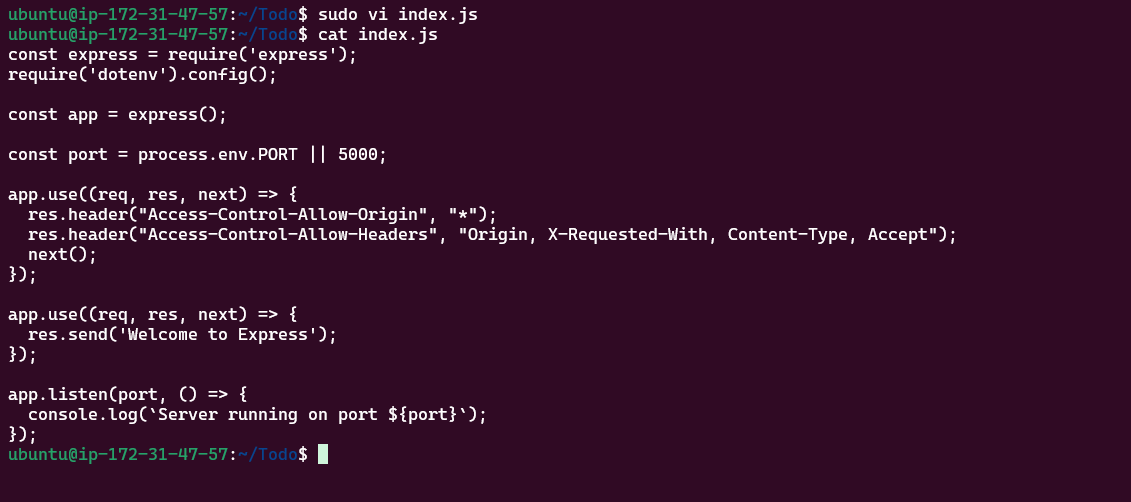 ubuntu@ip-172-31-47-57:~/Todo$ sudo vi index.js
ubuntu@ip-172-31-47-57:~/Todo$ cat index.js
const express = require('express');
require('dotenv').config();

const app = express();

const port = process.env.PORT || 5000;

app.use((req, res, next) => {
  res.header("Access-Control-Allow-Origin", "*");
  res.header("Access-Control-Allow-Headers", "Origin, X-Requested-With, Content-Type, Accept");
  next();
});

app.use((req, res, next) => {
  res.send('Welcome to Express');
});

app.listen(port, () => {
  console.log(`Server running on port ${port}`);
});
ubuntu@ip-172-31-47-57:~/Todo$